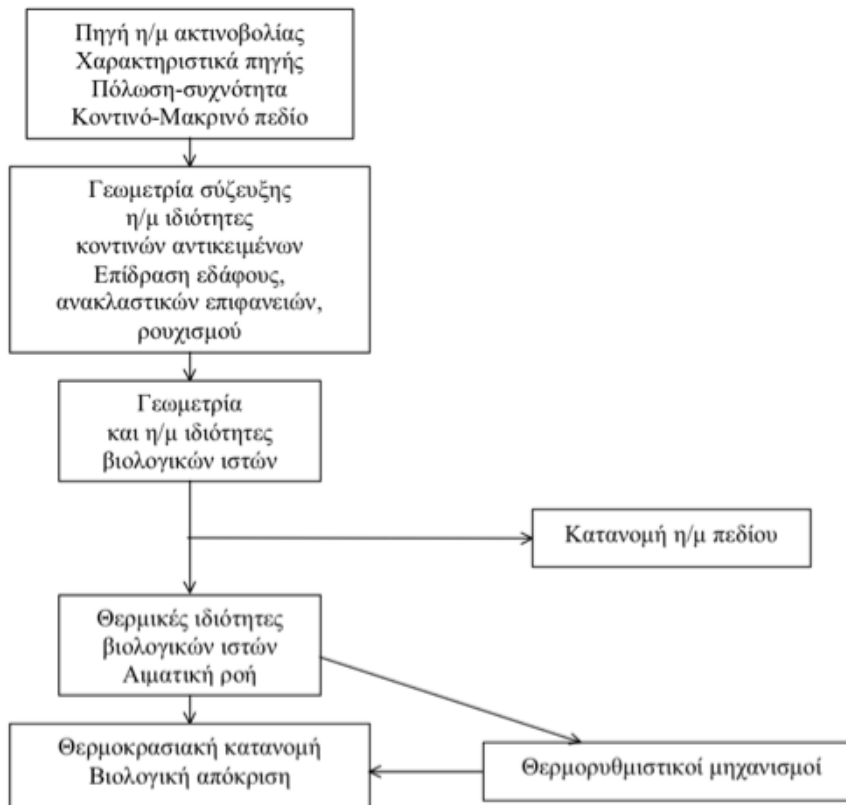 Πηγή η/μ ακτινοβολίας
Χαρακτηριστικά πηγής
Πόλωση-συχνότητα
Κοντινό-Μακρινό πεδίο
Γεωμετρία σύζευξης
η/μ ιδιότητες
κοντινών αντικειμένων
Επίδραση εδάφους,
ανακλαστικών επιφανειών,
ρουχισμού
Γεωμετρία
και η/μ ιδιότητες
βιολογικών ιστών
Κατανομή η/μ πεδίου
Θερμικές ιδιότητες
βιολογικών ιστών
Αιματική ροή
Θερμοκρασιακή κατανομή
Βιολογική απόκριση
Θερμορυθμιστικοί μηχανισμοί